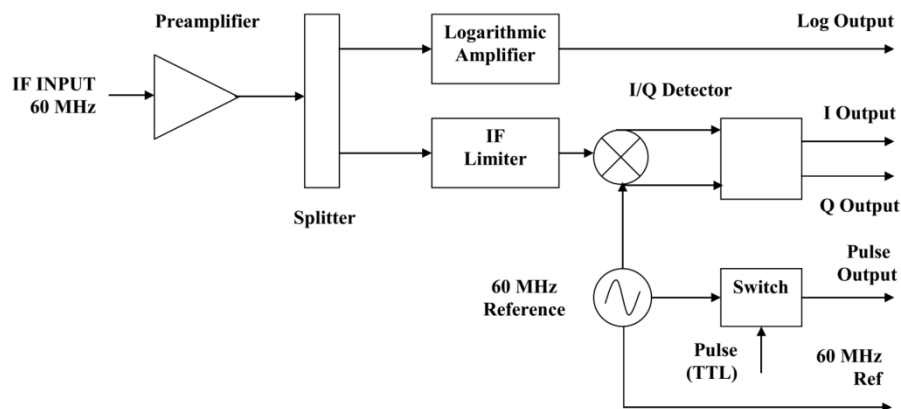 Preamplifier
IF INPUT
60 MHz
Splitter
Logarithmic
Amplifier
Log Output
IF
Limiter
I/Q Detector
I Output
Q Output
60 MHz
Reference
Switch
Pulse
Output
Pulse
(TTL)
60 MHz
Ref